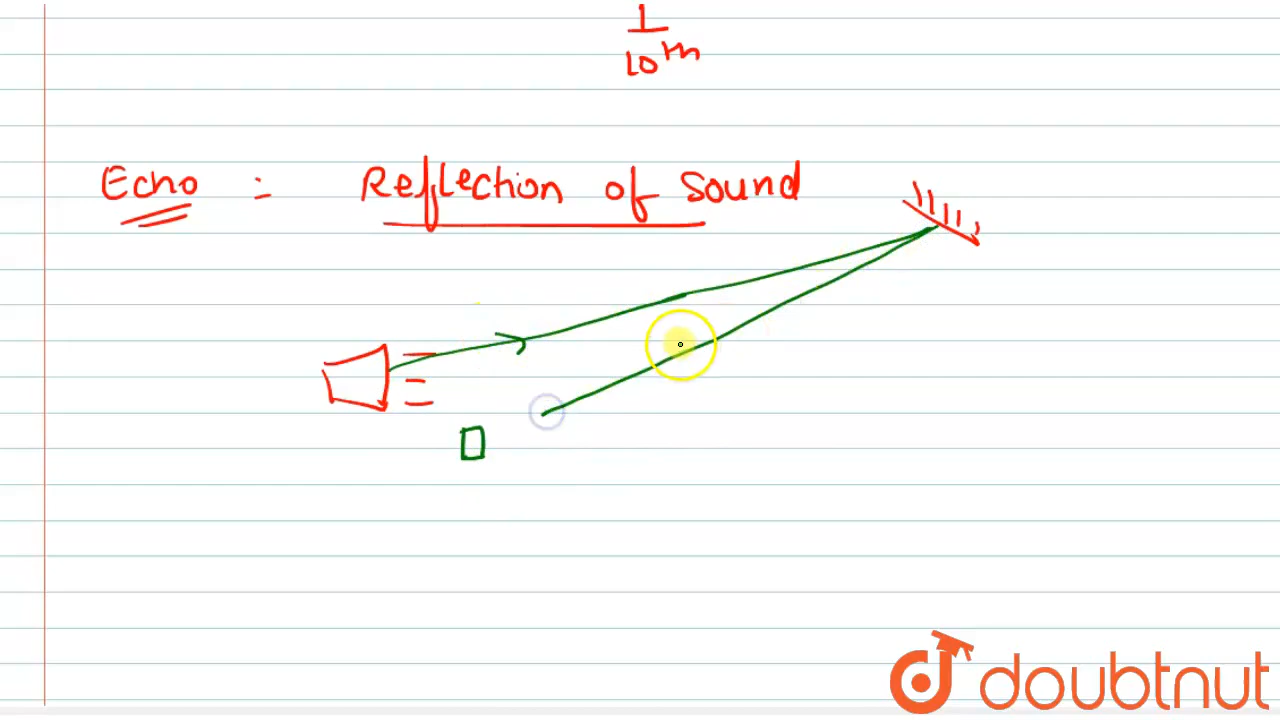 1
10th
Echo = Reflection of Sound
doubtnut